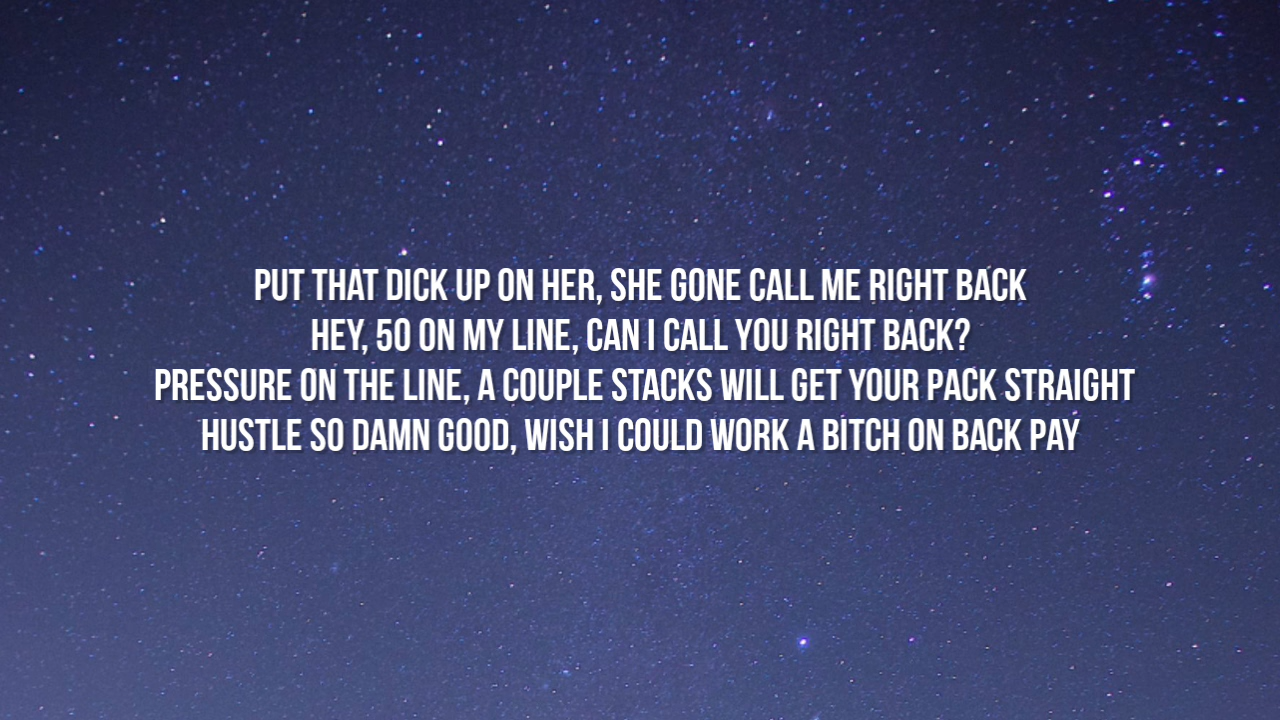 PUT THAT DICK UP ON HER, SHE GONE CALL ME RIGHT BACK
HEY, 50 ON MY LINE, CAN I CALL YOU RIGHT BACK?
PRESSURE ON THE LINE, A COUPLE STACKS WILL GET YOUR PACK STRAIGHT
HUSTLE SO DAMN GOOD, WISH I COULD WORK A BITCH ON BACK PAY